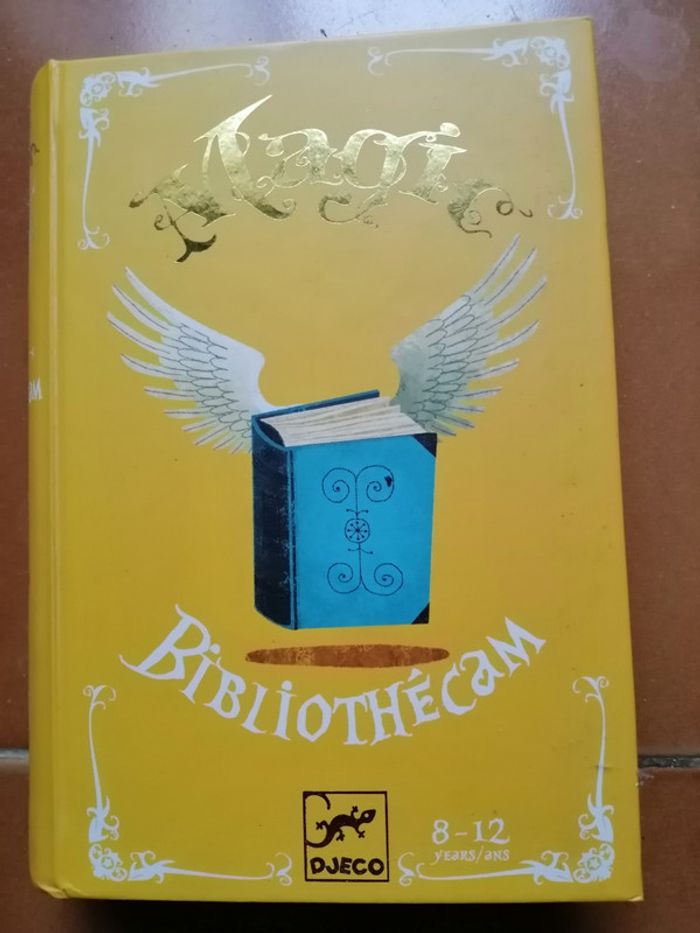 Magic
BIBLIOTHÉCAM
DJECO
8-12
YEARS/ANS